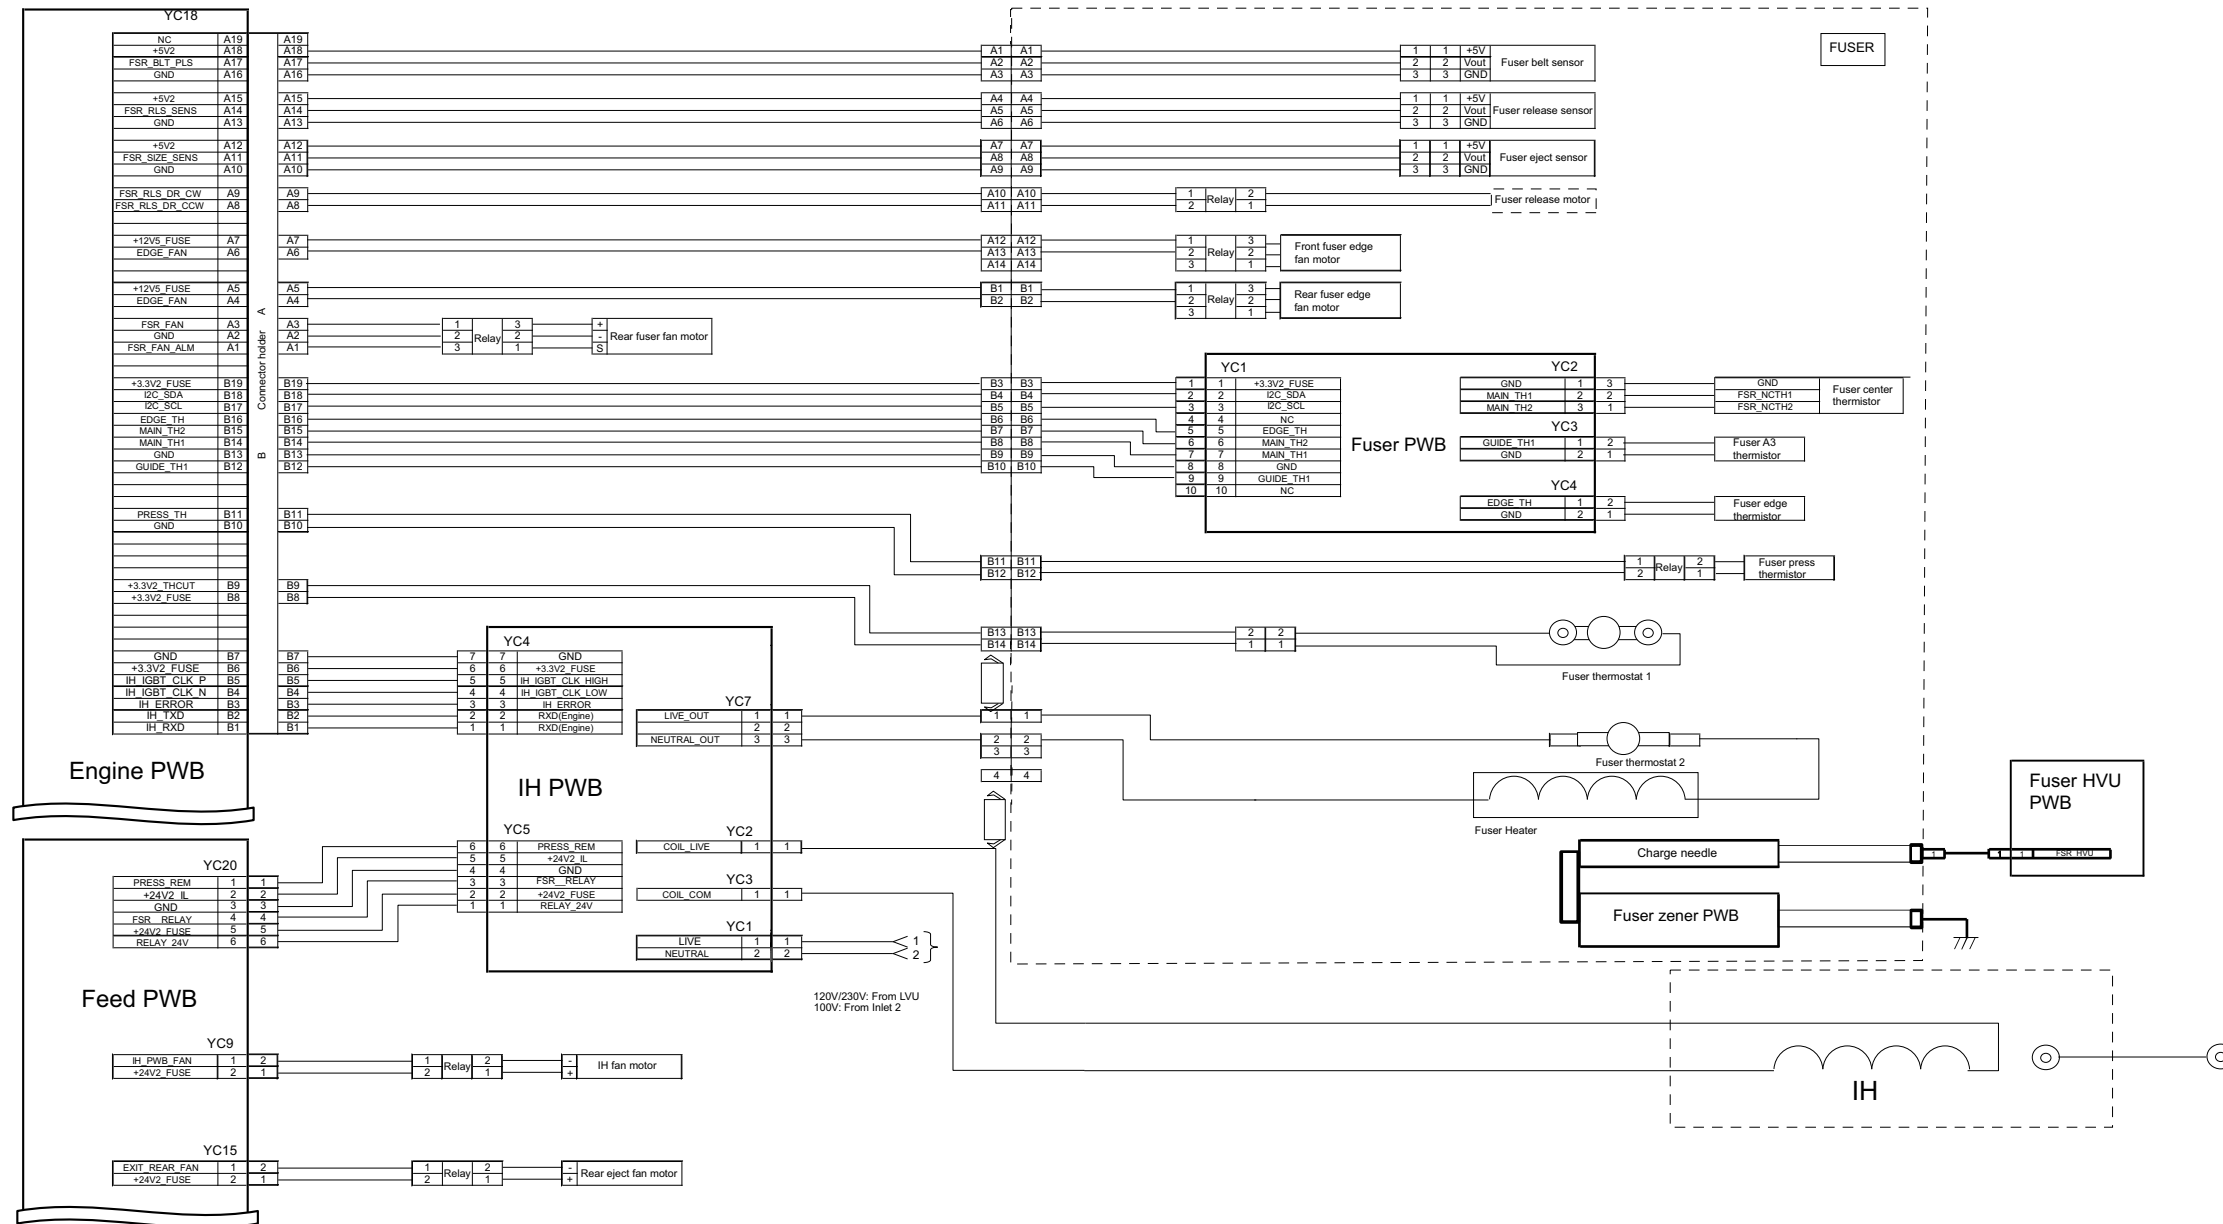 YC18
FUSER
NC A19 A19
+5V2 A18 A18 A1 A1 1 1 +5V
FSR_BLT_PLS A17 A17 A2 A2 2 2 Vout Fuser belt sensor
GND A16 A16 A3 A3 3 3 GND
+5V2 A15 A15 A4 A4 1 1 +5V
FSR_RLS_SENS A14 A14 A5 A5 2 2 Vout Fuser release sensor
GND A13 A13 A6 A6 3 3 GND
+5V2 A12 A12 A7 A7 1 1 +5V
FSR_SIZE_SENS A11 A11 A8 A8 2 2 Vout Fuser eject sensor
GND A10 A10 A9 A9 3 3 GND
FSR_RLS_DR_CW A9 A9 A10 A10 1 Relay 2 Fuser release motor
FSR_RLS_DR_CCW A8 A8 A11 A11 2 1
+12V5_FUSE A7 A7 A12 A12 1 Relay 3 Front fuser edge
EDGE_FAN A6 A6 A13 A13 2 2 fan motor
A14 A14 3 1
+12V5_FUSE A5 A5 B1 B1 1 Relay 3 Rear fuser edge
EDGE_FAN A4 A4 B2 B2 2 2 fan motor
3 1
Connector holder A B
FSR_FAN A3 A3 1 Relay 3 +
GND A2 A2 2 2 - Rear fuser fan motor
FSR_FAN_ALM A1 A1 3 1 S
YC1 YC2
+3.3V2_FUSE B19 B19 B3 B3 1 1 +3.3V2_FUSE GND 1 3 GND Fuser center
I2C_SDA B18 B18 B4 B4 2 2 I2C_SDA MAIN_TH1 2 2 FSR_NCTH1 thermistor
I2C_SCL B17 B17 B5 B5 3 3 I2C_SCL MAIN_TH2 3 1 FSR_NCTH2
EDGE_TH B16 B16 B6 B6 4 4 NC
MAIN_TH2 B15 B15 B7 B7 5 5 EDGE_TH YC3
MAIN_TH1 B14 B14 B8 B8 6 6 MAIN_TH2 Fuser PWB GUIDE_TH1 1 2 Fuser A3
GND B13 B13 B9 B9 7 7 MAIN_TH1 GND 2 1 thermistor
GUIDE_TH1 B12 B12 B10 B10 8 8 GND
9 9 GUIDE_TH1 YC4
10 10 NC
EDGE_TH 1 2 Fuser edge
GND 2 1 thermistor
PRESS_TH B11 B11
GND B10 B10
B11 B11 1 Relay 2 Fuser press
B12 B12 2 1 thermistor
+3.3V2_THCUT B9 B9
+3.3V2_FUSE B8 B8
B13 B13 2 2
B14 B14 1 1
Fuser thermostat 1
YC4
GND B7 B7 7 7 GND
+3.3V2_FUSE B6 B6 6 6 +3.3V2_FUSE
IH_IGBT_CLK_P B5 B5 5 5 IH_IGBT_CLK_HIGH
IH_IGBT_CLK_N B4 B4 4 4 IH_IGBT_CLK_LOW
IH_ERROR B3 B3 3 3 IH_ERROR
IH_TXD B2 B2 2 2 RXD(Engine)
IH_RXD B1 B1 1 1 RXD(Engine)
YC7
LIVE_OUT 1 1 1 1
2 2
NEUTRAL_OUT 3 3 2 2
3 3
4 4
Fuser thermostat 2
Fuser Heater
Engine PWB
IH PWB
Fuser HVU
PWB
YC5
6 6 PRESS_REM
5 5 +24V2_IL
4 4 GND
3 3 FSR__RELAY
2 2 +24V2_FUSE
1 1 RELAY_24V
YC2
COIL_LIVE 1 1
YC3
COIL_COM 1 1
YC1
LIVE 1 1 1
NEUTRAL 2 2 2
120V/230V: From LVU
100V: From Inlet 2
Charge needle 1 1 1 FSR_HVU
Fuser zener PWB
YC20
PRESS_REM 1 1
+24V2_IL 2 2
GND 3 3
FSR__RELAY 4 4
+24V2_FUSE 5 5
RELAY_24V 6 6
Feed PWB
YC9
IH_PWB_FAN 1 2 1 Relay 2 - IH fan motor
+24V2_FUSE 2 1 2 1 +
IH
YC15
EXIT_REAR_FAN 1 2 1 Relay 2 - Rear eject fan motor
+24V2_FUSE 2 1 2 1 +